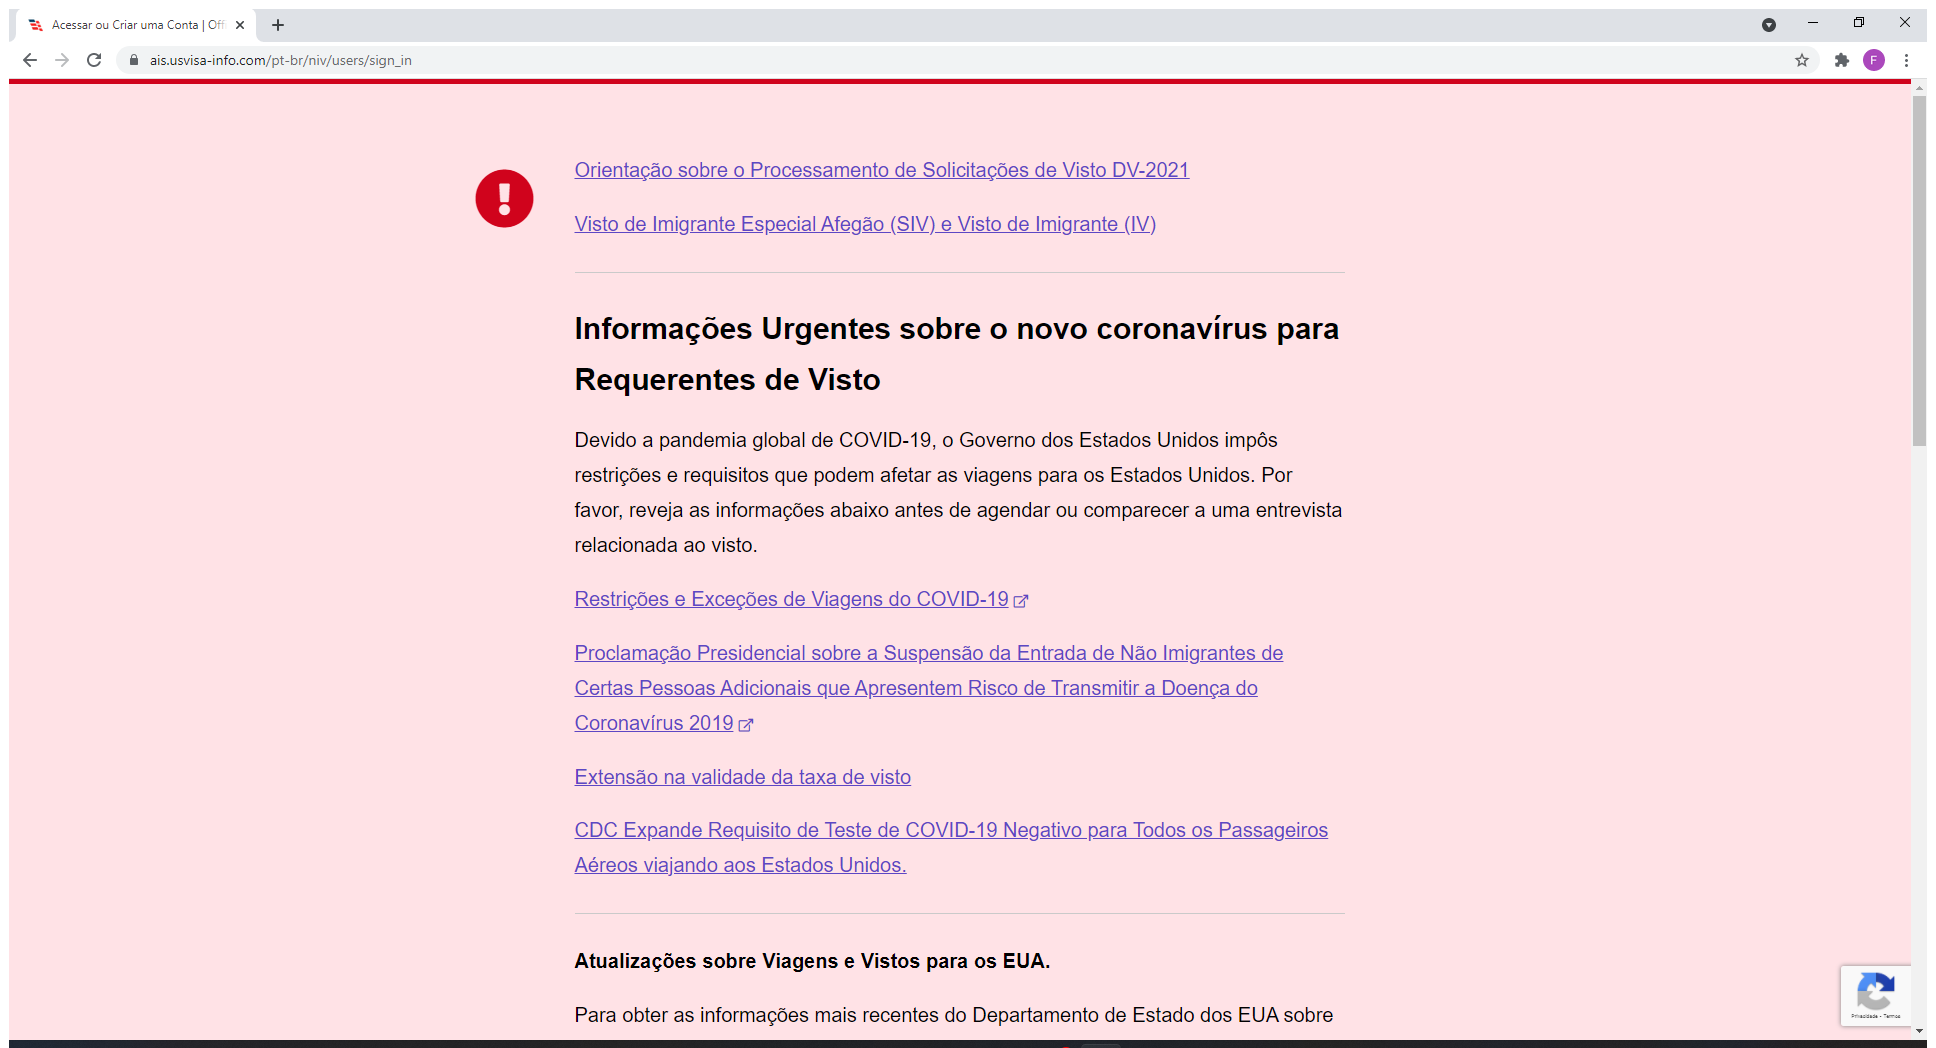 Acessar ou Criar uma Conta | Off
ais.usvisa-info.com/pt-br/niv/users/sign_in
F
Orientação sobre o Processamento de Solicitações de Visto DV-2021
Visto de Imigrante Especial Afegão (SIV) e Visto de Imigrante (IV)
Informações Urgentes sobre o novo coronavírus para
Requerentes de Visto
Devido a pandemia global de COVID-19, o Governo dos Estados Unidos impôs
restrições e requisitos que podem afetar as viagens para os Estados Unidos. Por
favor, reveja as informações abaixo antes de agendar ou comparecer a uma entrevista
relacionada ao visto.
Restrições e Exceções de Viagens do COVID-19
Proclamação Presidencial sobre a Suspensão da Entrada de Não Imigrantes de
Certas Pessoas Adicionais que Apresentem Risco de Transmitir a Doença do
Coronavírus 2019
Extensão na validade da taxa de visto
CDC Expande Requisito de Teste de COVID-19 Negativo para Todos os Passageiros
Aéreos viajando aos Estados Unidos.
Atualizações sobre Viagens e Vistos para os EUA.
Para obter as informações mais recentes do Departamento de Estado dos EUA sobre
Privacidade - Termos